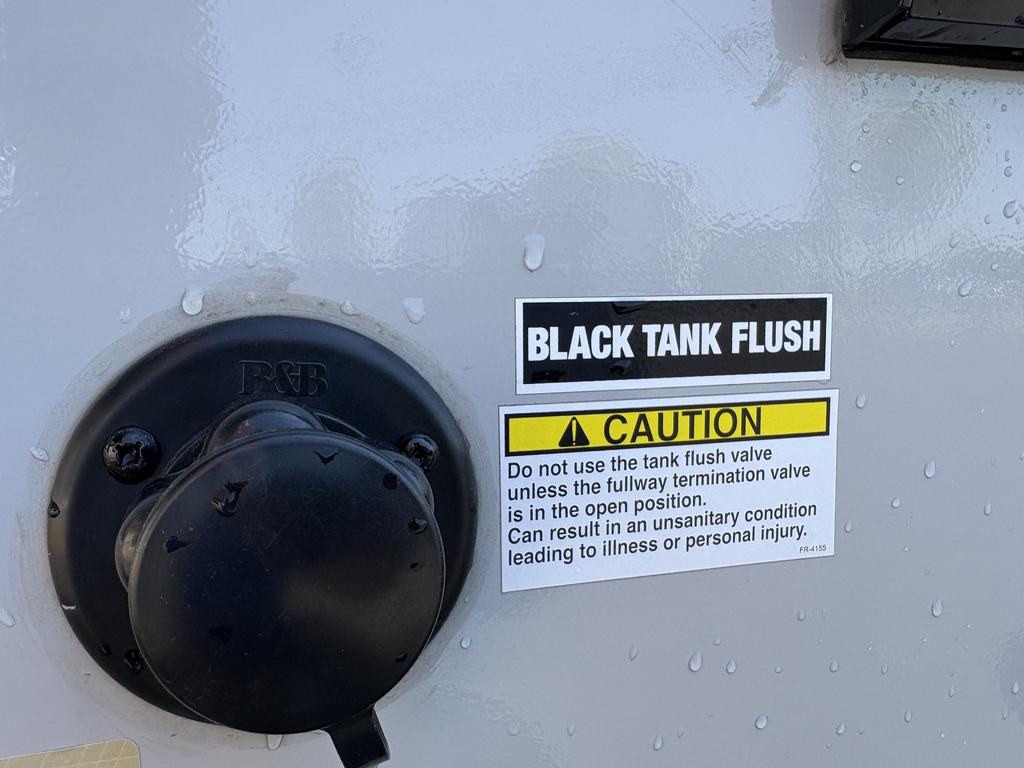 B&B
BLACK TANK FLUSH
CAUTION
Do not use the tank flush valve
unless the fullway termination valve
is in the open position.
Can result in an unsanitary condition
leading to illness or personal injury.
FR-4155